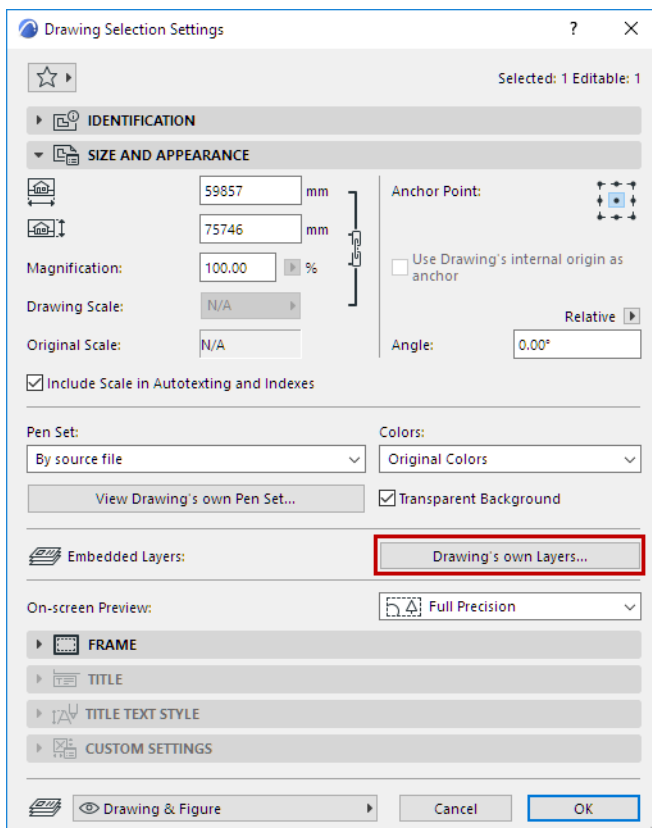 Drawing Selection Settings
?
Selected: 1 Editable: 1
IDENTIFICATION
SIZE AND APPEARANCE
59857 mm
75746 mm
Magnification: 100.00 %
Drawing Scale: N/A
Original Scale: N/A
Anchor Point:
Use Drawing's internal origin as
anchor
Relative
Angle: 0.00°
Include Scale in Autotexting and Indexes
Pen Set:
By source file
View Drawing's own Pen Set...
Colors:
Original Colors
Transparent Background
Embedded Layers: Drawing's own Layers...
On-screen Preview: Full Precision
FRAME
TITLE
TITLE TEXT STYLE
CUSTOM SETTINGS
Drawing & Figure Cancel OK